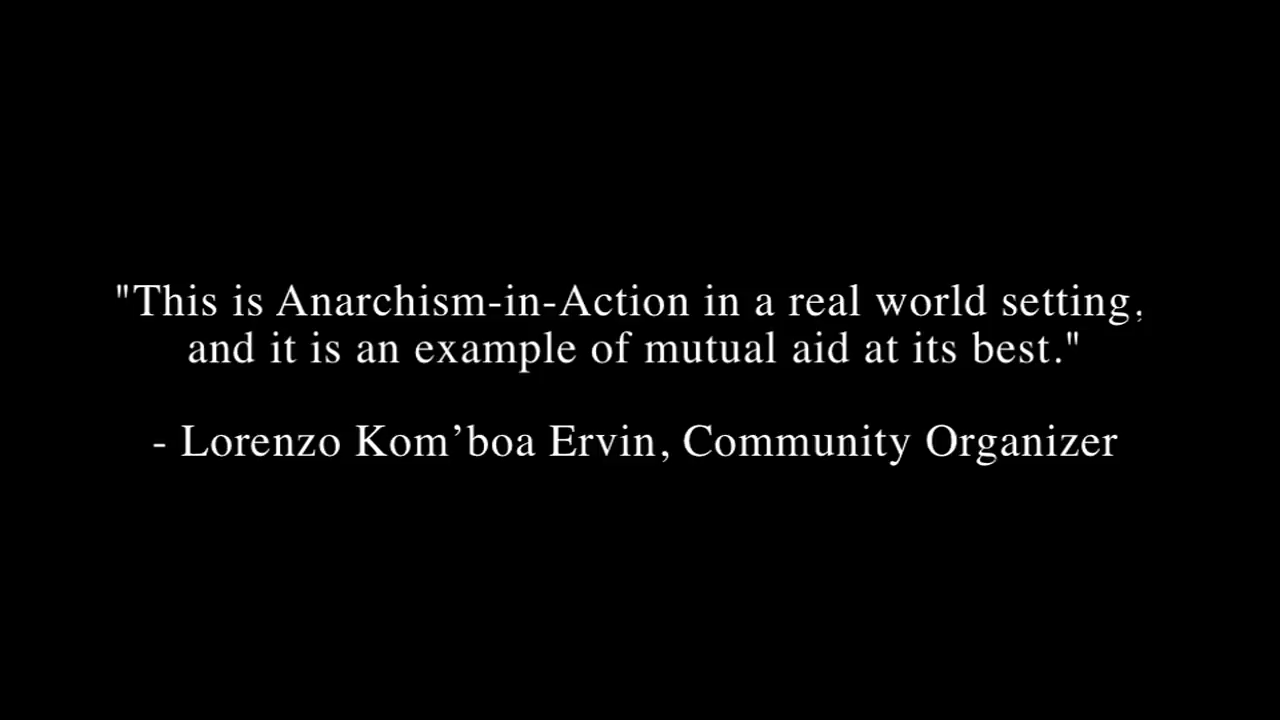 "This is Anarchism-in-Action in a real world setting,
and it is an example of mutual aid at its best."
- Lorenzo Kom’boa Ervin, Community Organizer